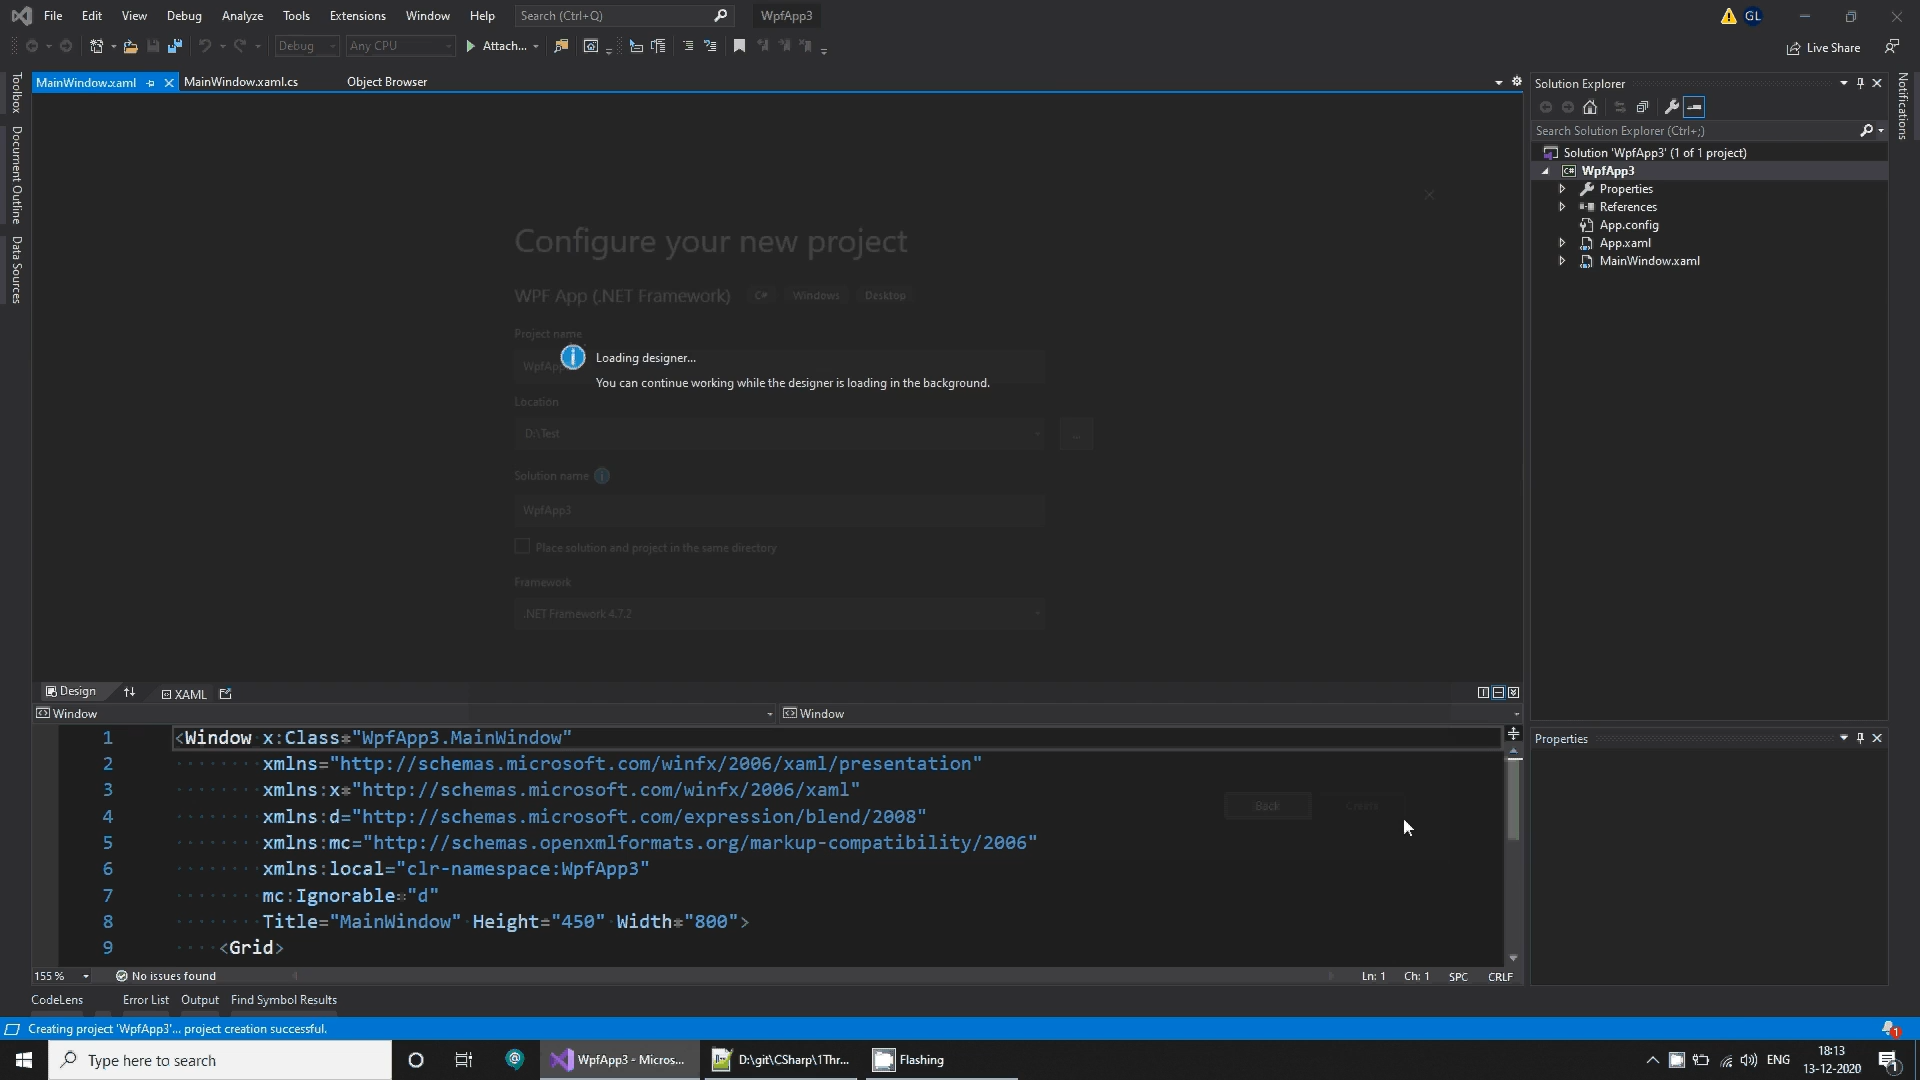 File Edit View Debug Analyze Tools Extensions Window Help Search (Ctrl+Q) WpfApp3 GL
Debug Any CPU Attach... Live Share
MainWindow.xaml MainWindow.xaml.cs Object Browser
Toolbox
Document Outline
Data Sources
Configure your new project
WPF App (.NET Framework) C# Windows Desktop
Project name
WpfApp
Loading designer...
You can continue working while the designer is loading in the background.
Location
D:\Test
...
Solution name
WpfApp3
Place solution and project in the same directory
Framework
.NET Framework 4.7.2
Back Create
Design XAML
Window Window
1 <Window x:Class="WpfApp3.MainWindow"
2 xmlns="http://schemas.microsoft.com/winfx/2006/xaml/presentation"
3 xmlns:x="http://schemas.microsoft.com/winfx/2006/xaml"
4 xmlns:d="http://schemas.microsoft.com/expression/blend/2008"
5 xmlns:mc="http://schemas.openxmlformats.org/markup-compatibility/2006"
6 xmlns:local="clr-namespace:WpfApp3"
7 mc:Ignorable="d"
8 Title="MainWindow" Height="450" Width="800">
9 <Grid>
155 % No issues found Ln: 1 Ch: 1 SPC CRLF
CodeLens Error List Output Find Symbol Results
Solution Explorer
Search Solution Explorer (Ctrl+;)
Solution 'WpfApp3' (1 of 1 project)
C# WpfApp3
Properties
References
App.config
App.xaml
MainWindow.xaml
Properties
Notifications
Creating project 'WpfApp3'... project creation successful. 1
Type here to search WpfApp3 - Micros... D:\git\CSharp\1Thr... Flashing ENG 18:13
13-12-2020 1